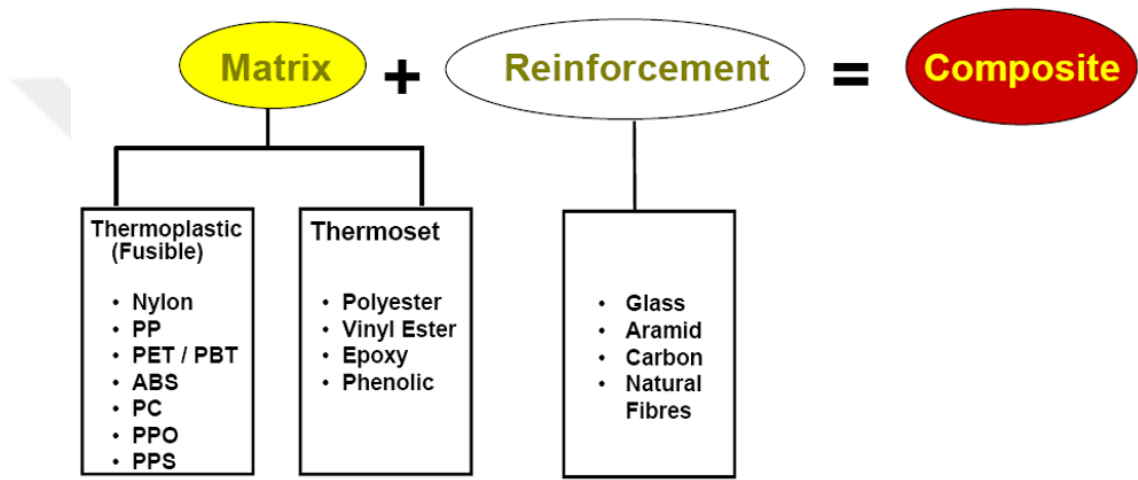 Matrix + Reinforcement = Composite
Thermoplastic
(Fusible)
• Nylon
• PP
• PET / PBT
• ABS
• PC
• PPO
• PPS
Thermoset
• Polyester
• Vinyl Ester
• Epoxy
• Phenolic
• Glass
• Aramid
• Carbon
• Natural
Fibres